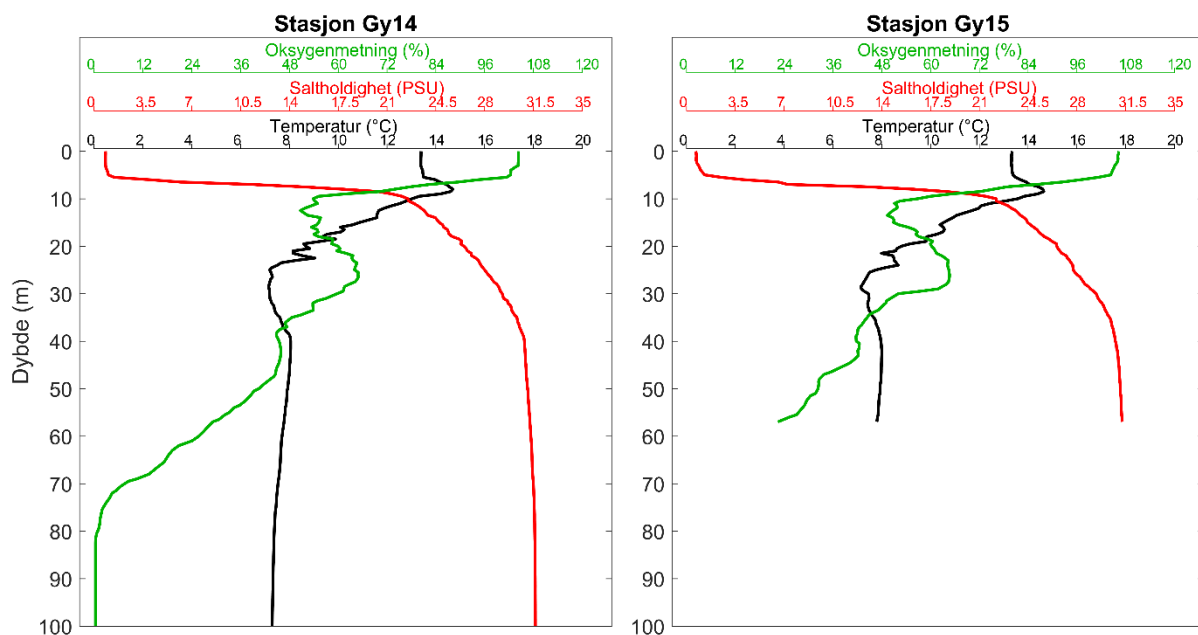 Stasjon Gy14
Oksygenmetning (%)
0 12 24 36 48 60 72 84 96 108 120
Saltholdighet (PSU)
0 3.5 7 10.5 14 17.5 21 24.5 28 31.5 35
Temperatur (°C)
0 2 4 6 8 10 12 14 16 18 20
0
10
20
30
40
50
60
70
80
90
100
Dybde (m)
Stasjon Gy15
Oksygenmetning (%)
0 12 24 36 48 60 72 84 96 108 120
Saltholdighet (PSU)
0 3.5 7 10.5 14 17.5 21 24.5 28 31.5 35
Temperatur (°C)
0 2 4 6 8 10 12 14 16 18 20
0
10
20
30
40
50
60
70
80
90
100